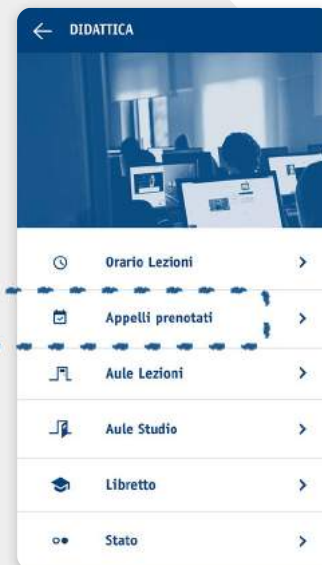 DIDATTICA
Orario Lezioni
Appelli prenotati
Aule Lezioni
Aule Studio
Libretto
Stato